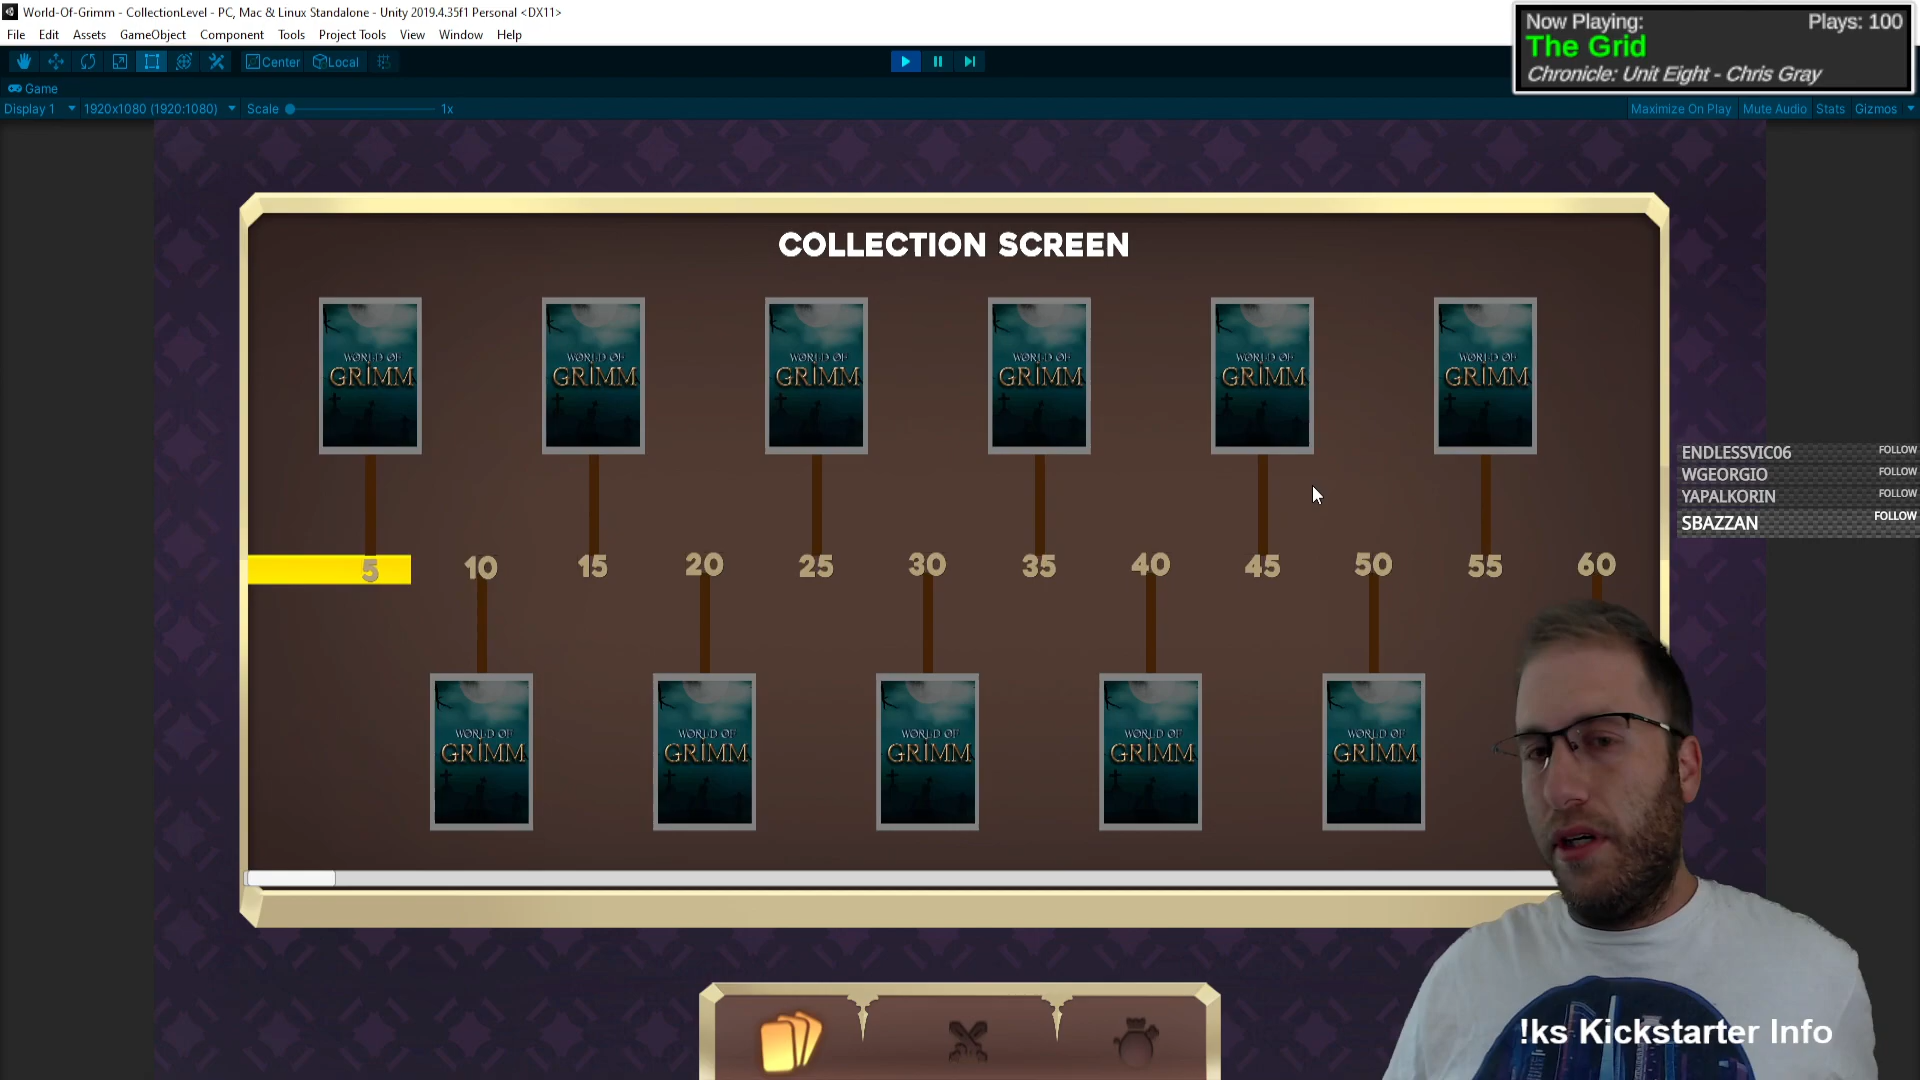 World-Of-Grimm - CollectionLevel - PC, Mac & Linux Standalone - Unity 2019.4.35f1 Personal <DX11>
File Edit Assets GameObject Component Tools Project Tools View Window Help
Now Playing: Plays: 100
The Grid
Chronicle: Unit Eight - Chris Gray
Center Local
Game
Display 1 1920x1080 (1920:1080) Scale 1x Maximize On Play Mute Audio Stats Gizmos
COLLECTION SCREEN
WORLD OF GRIMM
WORLD OF GRIMM
WORLD OF GRIMM
WORLD OF GRIMM
WORLD OF GRIMM
WORLD OF GRIMM
ENDLESSVIC06 FOLLOW
WGEORGIO FOLLOW
YAPALKORIN FOLLOW
SBAZZAN FOLLOW
5 10 15 20 25 30 35 40 45 50 55 60
WORLD OF GRIMM
WORLD OF GRIMM
WORLD OF GRIMM
WORLD OF GRIMM
WORLD OF GRIMM
!ks Kickstarter Info